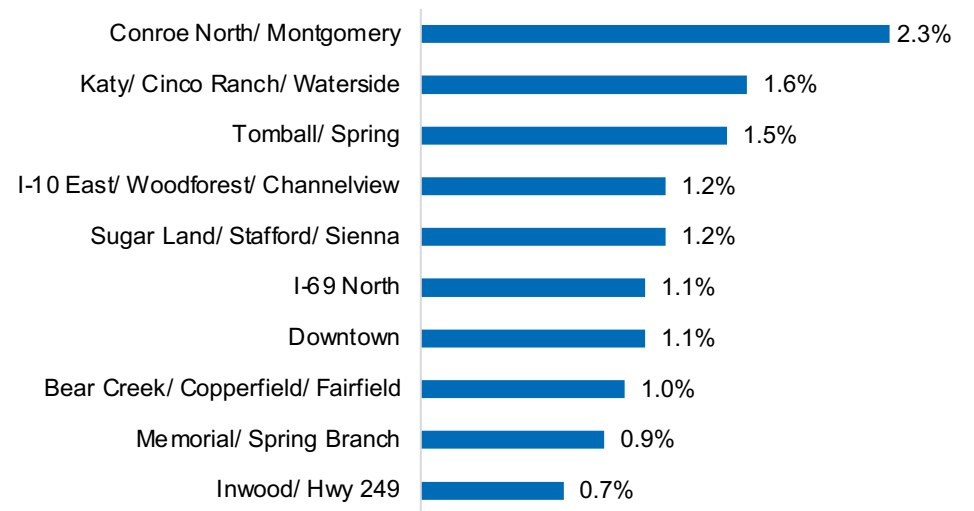 Conroe North/ Montgomery 2.3%
Katy/ Cinco Ranch/ Waterside 1.6%
Tomball/ Spring 1.5%
I-10 East/ Woodforest/ Channelview 1.2%
Sugar Land/ Stafford/ Sienna 1.2%
I-69 North 1.1%
Downtown 1.1%
Bear Creek/ Copperfield/ Fairfield 1.0%
Memorial/ Spring Branch 0.9%
Inwood/ Hwy 249 0.7%